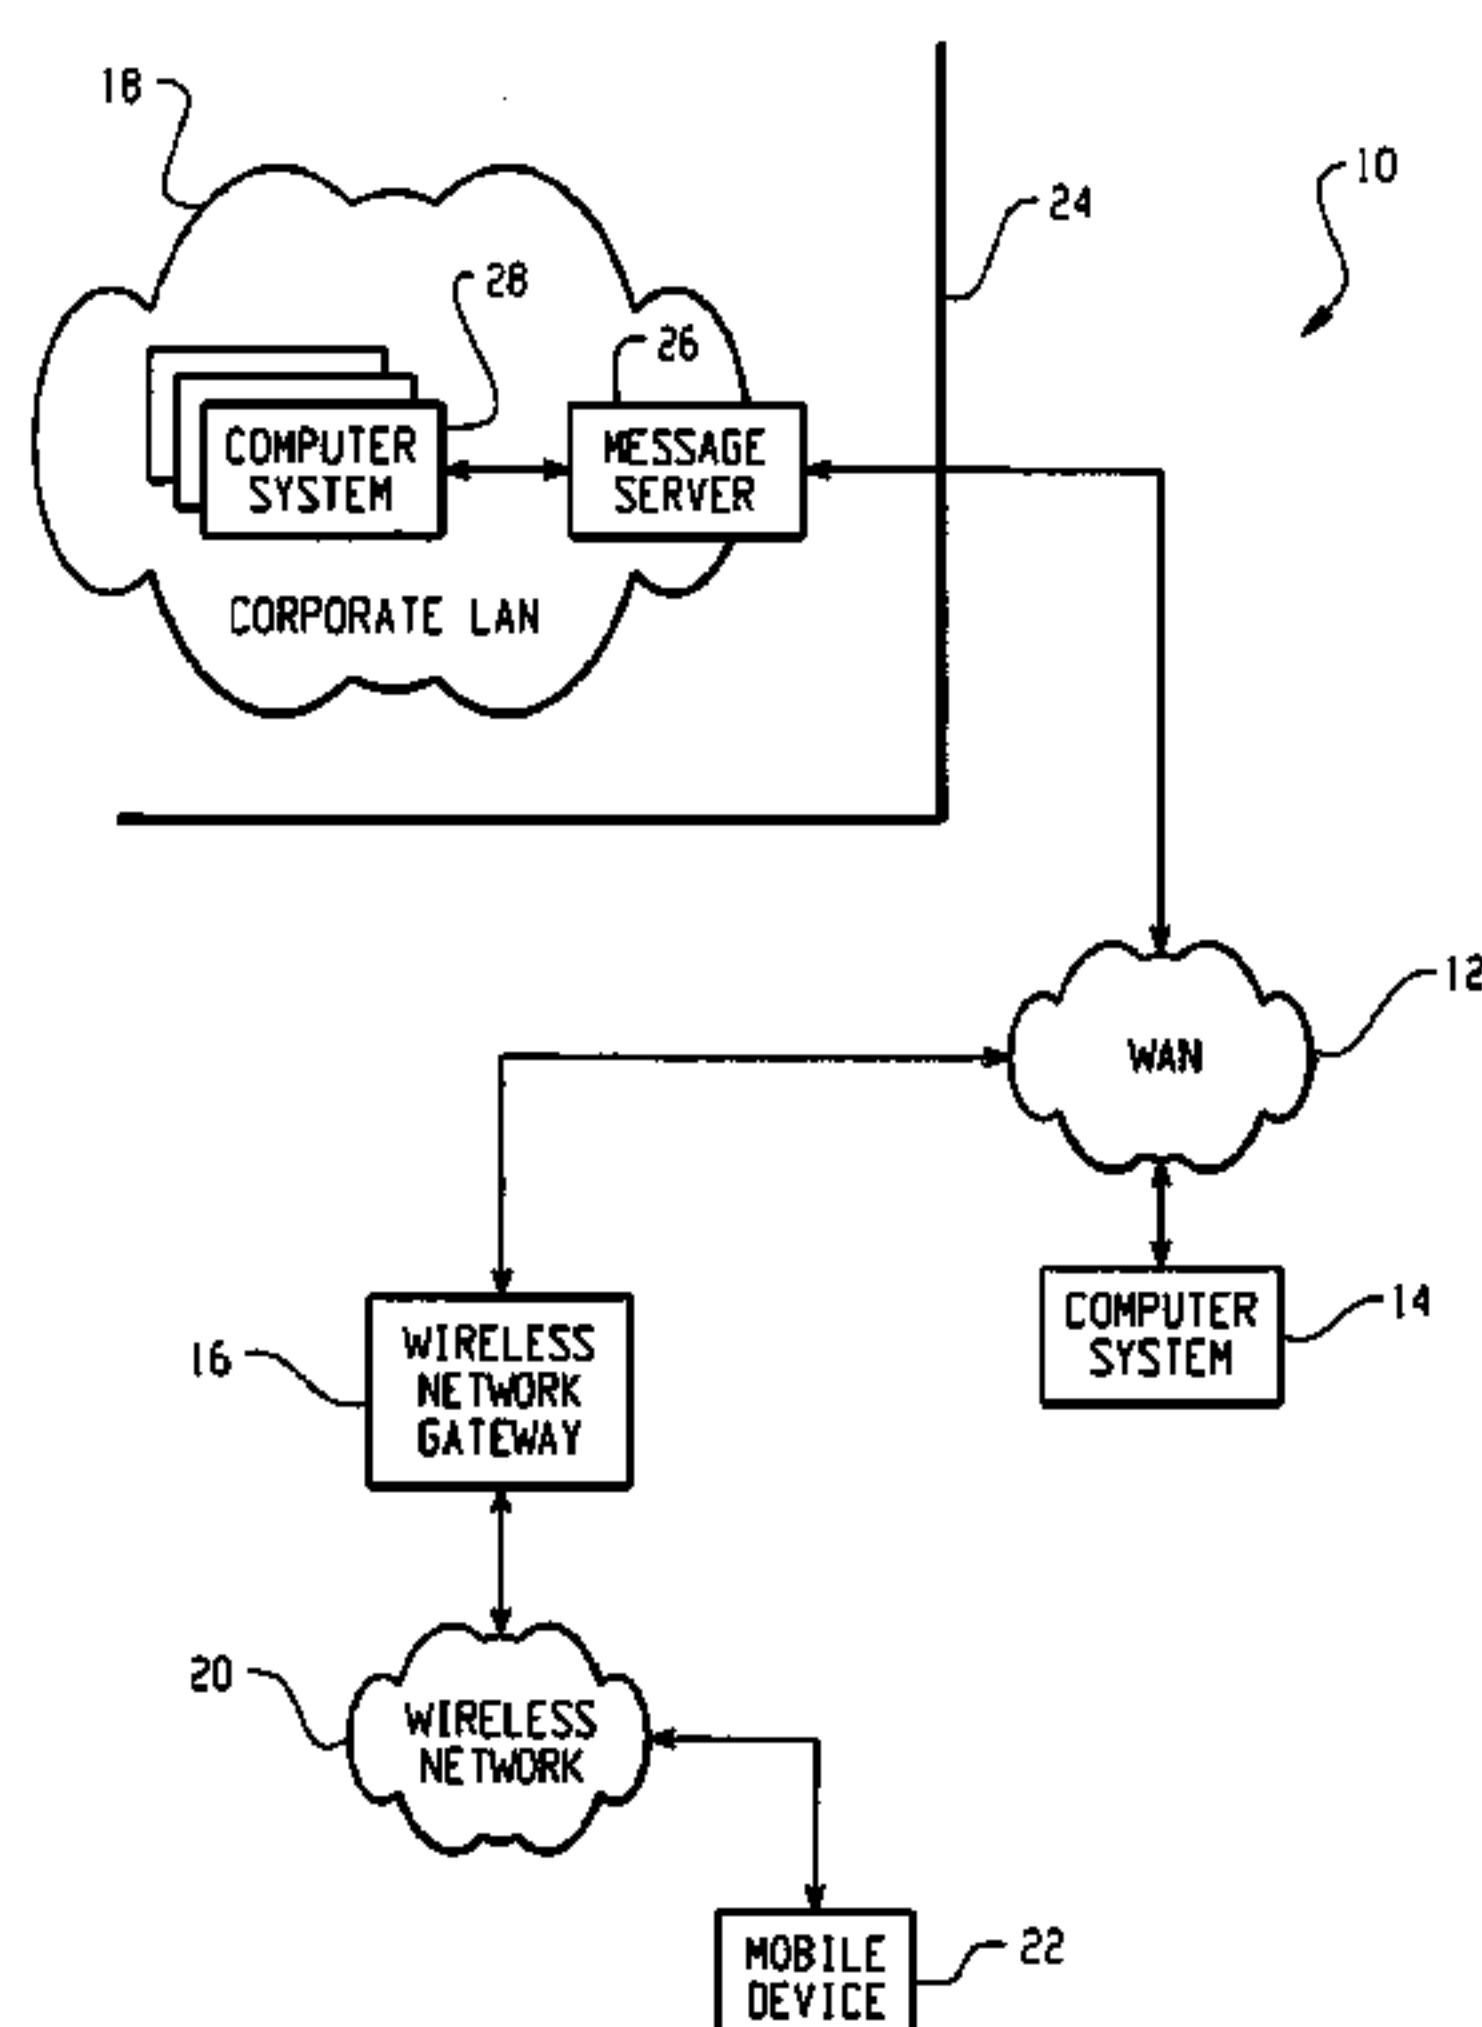 18
10
24
28
26
COMPUTER
SYSTEM
MESSAGE
SERVER
CORPORATE LAN
12
WAN
COMPUTER
SYSTEM
14
16
WIRELESS
NETWORK
GATEWAY
20
WIRELESS
NETWORK
MOBILE
DEVICE
22